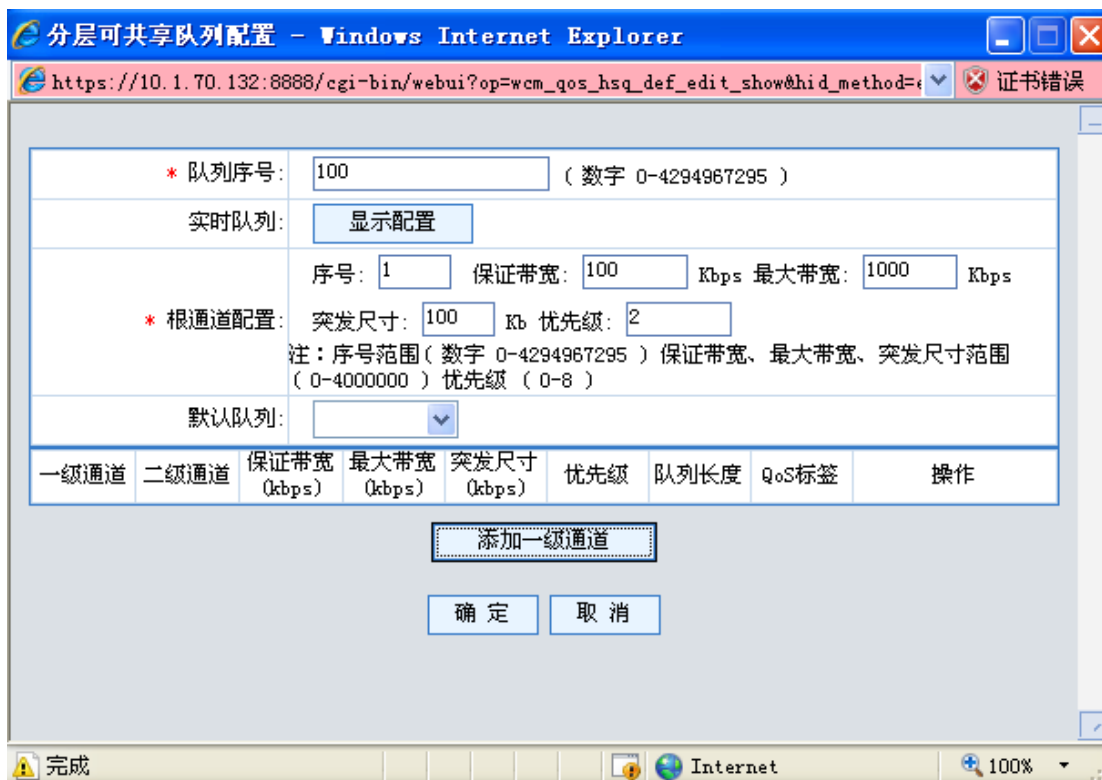 分层可共享队列配置 - Windows Internet Explorer
https://10.1.70.132:8888/cgi-bin/webui?op=wcm_qos_hsq_def_edit_show&hid_method=e 证书错误
* 队列序号: 100 ( 数字 0-4294967295 )
实时队列: 显示配置
序号: 1 保证带宽: 100 Kbps 最大带宽: 1000 Kbps
* 根通道配置: 突发尺寸: 100 Kb 优先级: 2
注：序号范围( 数字 0-4294967295 ) 保证带宽、最大带宽、突发尺寸范围
( 0-4000000 ) 优先级 ( 0-8 )
默认队列:
一级通道 二级通道 保证带宽 最大带宽 突发尺寸 优先级 队列长度 QoS标签 操作
(kbps) (kbps) (kbps)
添加一级通道
确 定 取 消
完成 Internet 100%